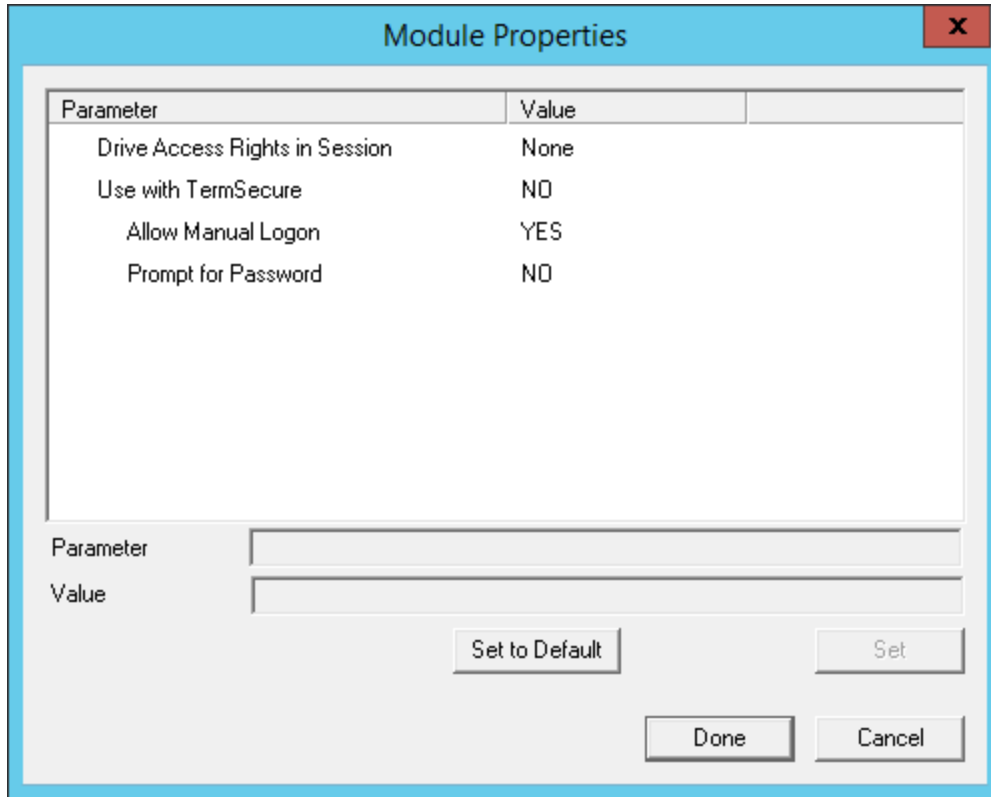 Module Properties
x
Parameter Value
Drive Access Rights in Session None
Use with TermSecure NO
Allow Manual Logon YES
Prompt for Password NO
Parameter
Value
Set to Default Set
Done Cancel